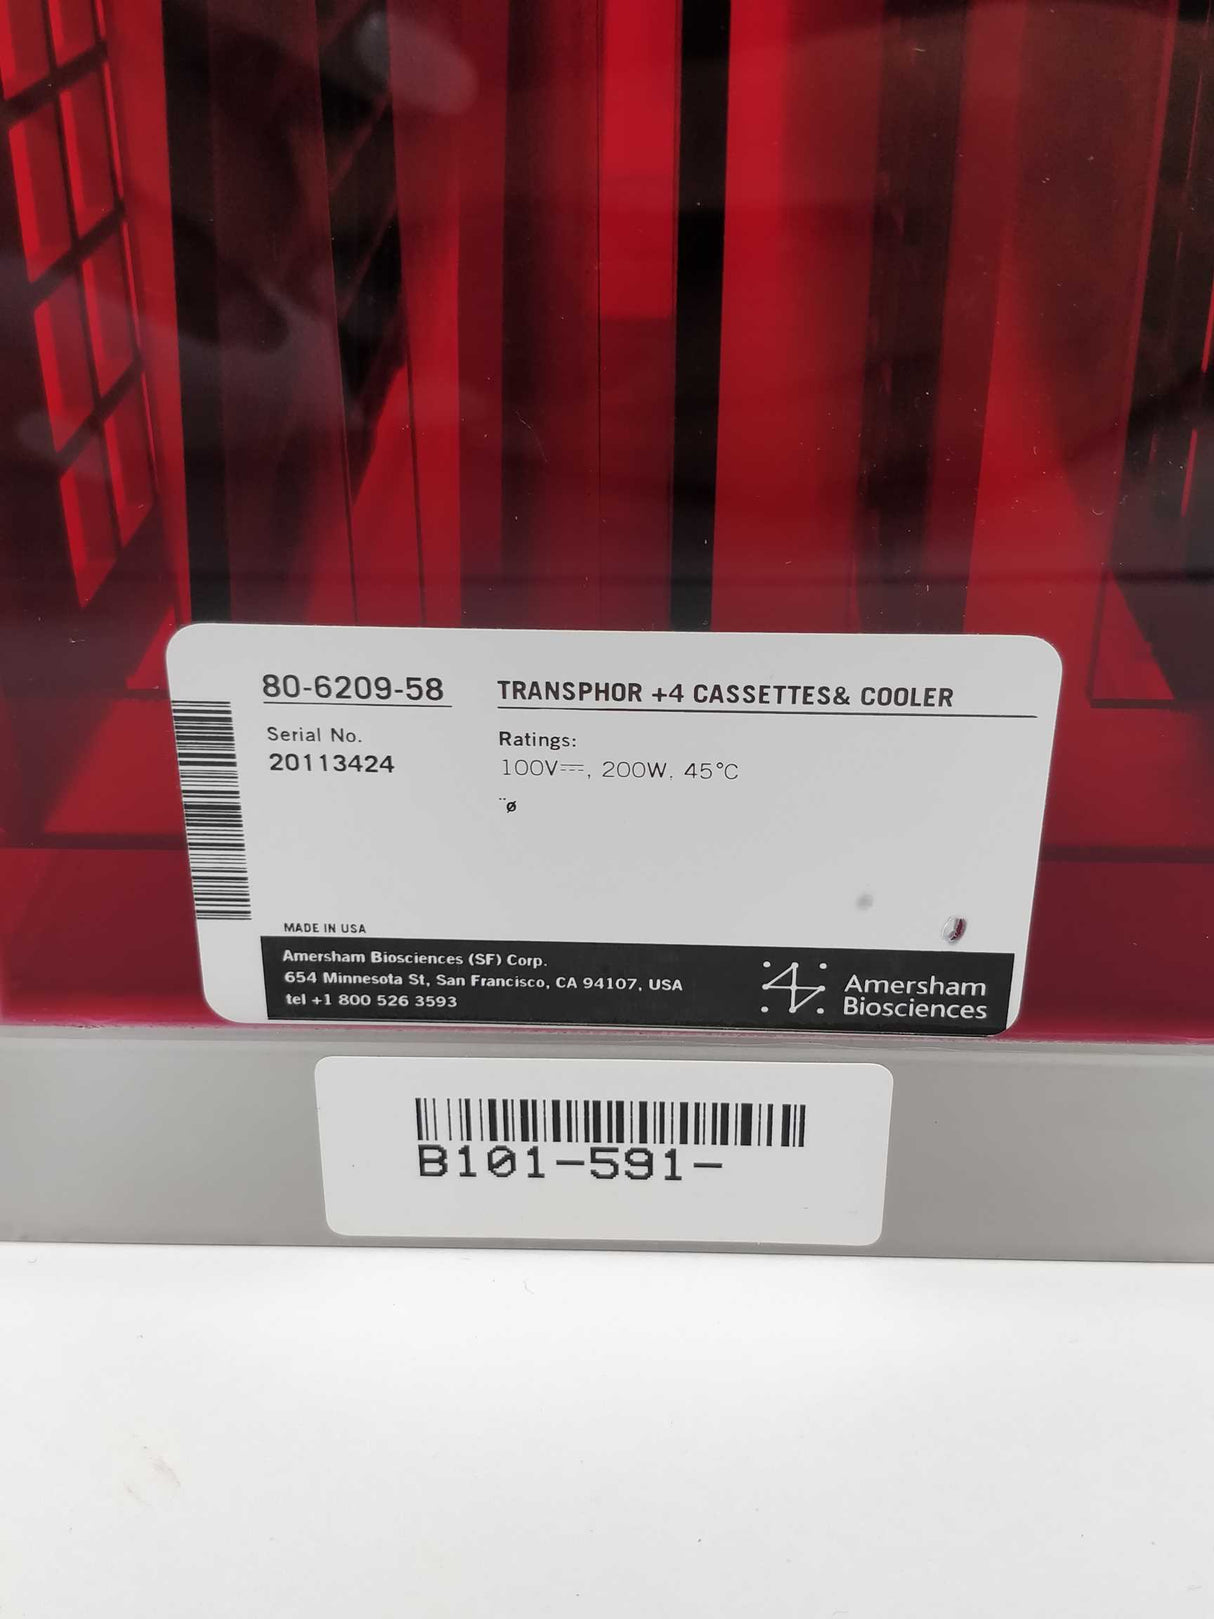 80-6209-58
TRANSPHOR +4 CASSETTES& COOLER
Serial No.
20113424
Ratings:
100V⎓, 200W, 45°C
¨ø
MADE IN USA
Amersham Biosciences (SF) Corp.
654 Minnesota St, San Francisco, CA 94107, USA
tel +1 800 526 3593
Amersham
Biosciences
B101-591-